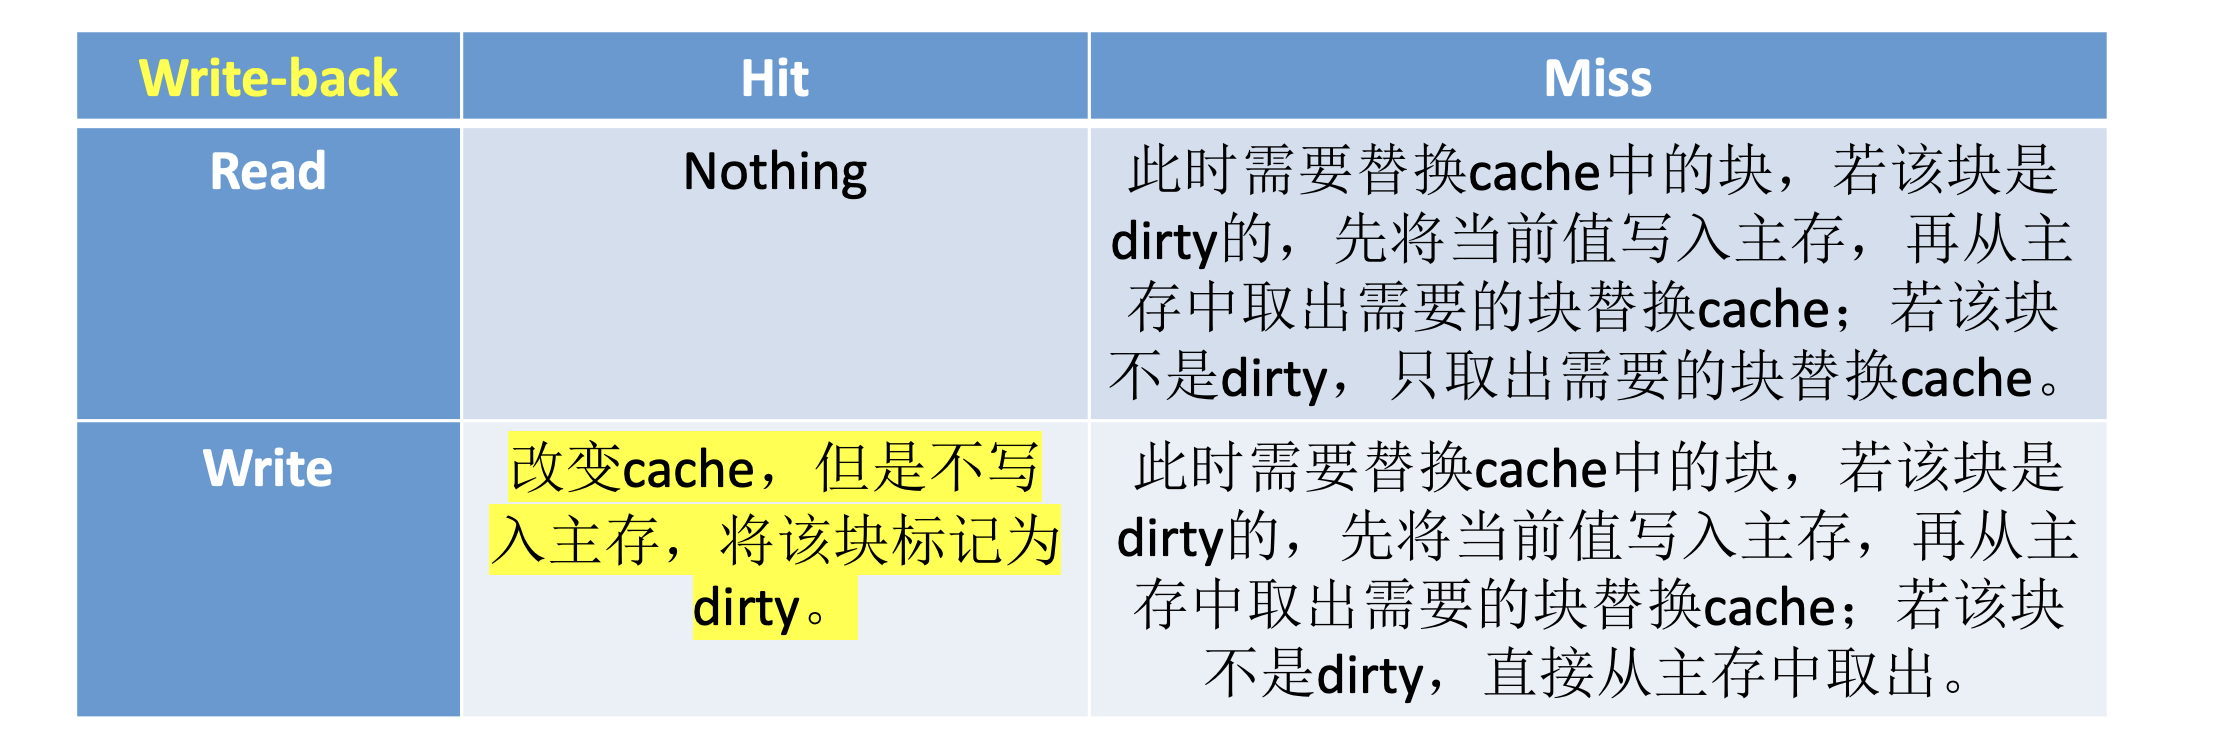 Write-back
Hit
Miss
Read
Nothing
此时需要替换cache中的块，若该块是
dirty的，先将当前值写入主存，再从主
存中取出需要的块替换cache；若该块
不是dirty，只取出需要的块替换cache。
Write
改变cache，但是不写
入主存，将该块标记为
dirty。
此时需要替换cache中的块，若该块是
dirty的，先将当前值写入主存，再从主
存中取出需要的块替换cache；若该块
不是dirty，直接从主存中取出。